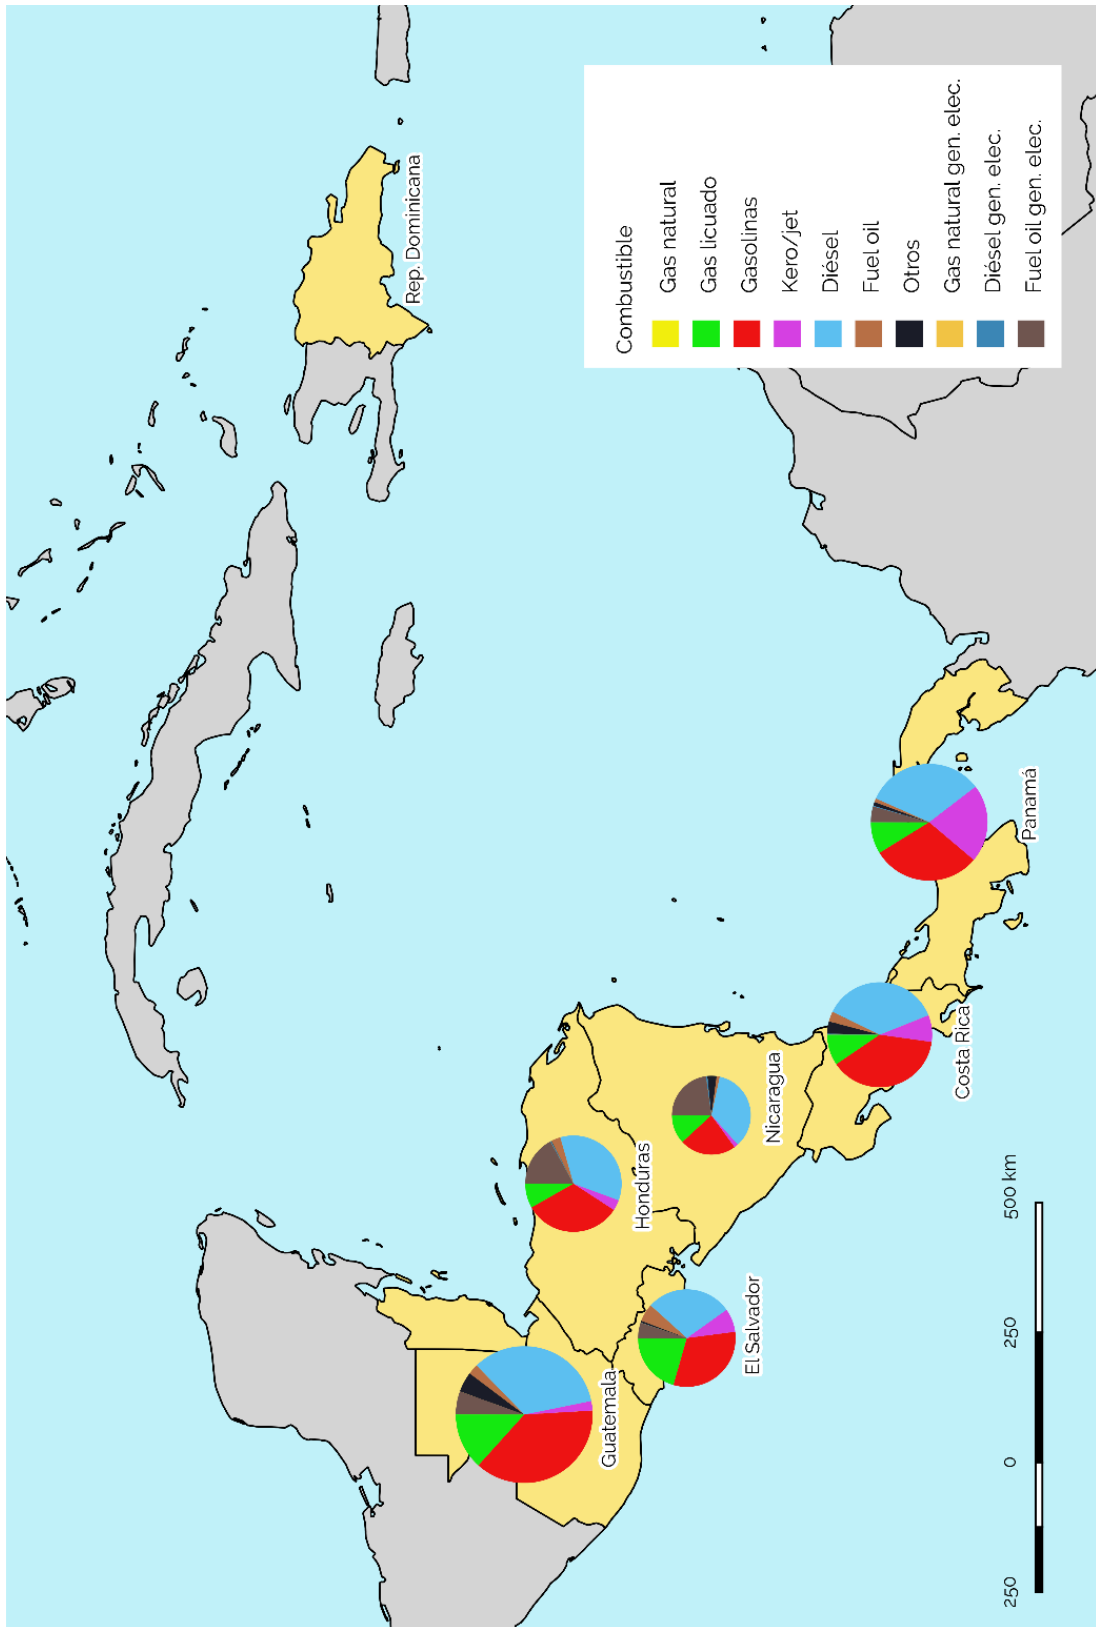 Rep. Dominicana
Combustible
Gas natural
Gas licuado
Gasolinas
Kero/jet
Diésel
Fuel oil
Otros
Gas natural gen. elec.
Diésel gen. elec.
Fuel oil gen. elec.
Guatemala
Honduras
El Salvador
Nicaragua
Costa Rica
Panamá
250 0 250 500 km